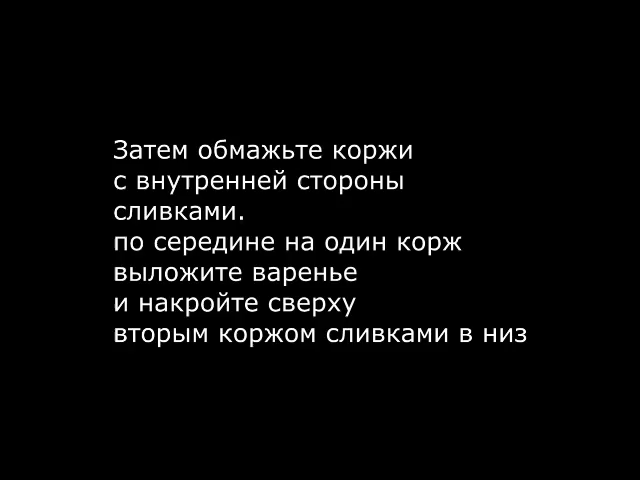 Затем обмажьте коржи
с внутренней стороны
сливками.
по середине на один корж
выложите варенье
и накройте сверху
вторым коржом сливками в низ